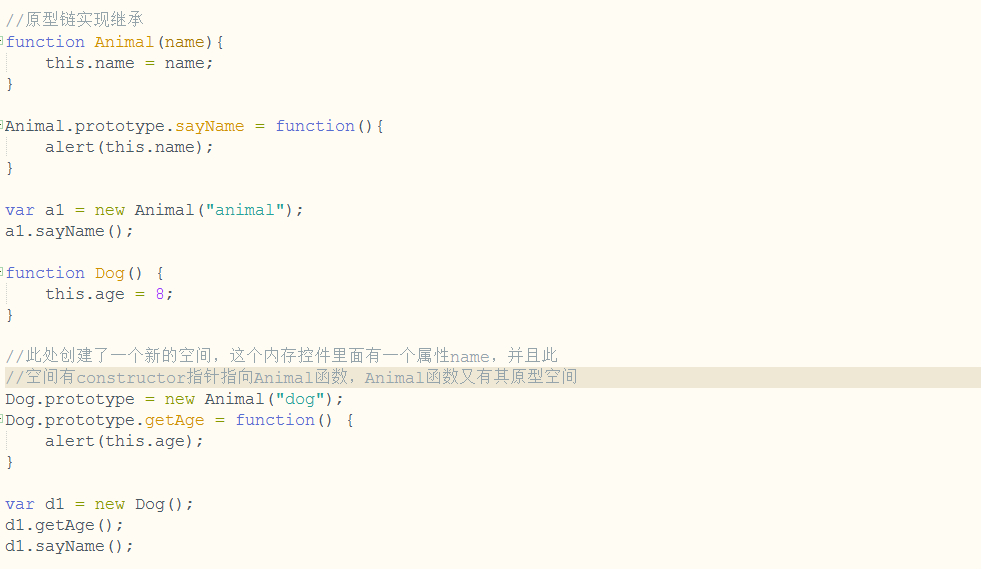 //原型链实现继承
function Animal(name){
    this.name = name;
}

Animal.prototype.sayName = function(){
    alert(this.name);
}

var a1 = new Animal("animal");
a1.sayName();

function Dog() {
    this.age = 8;
}

//此处创建了一个新的空间，这个内存控件里面有一个属性name，并且此
//空间有constructor指针指向Animal函数，Animal函数又有其原型空间
Dog.prototype = new Animal("dog");
Dog.prototype.getAge = function() {
    alert(this.age);
}

var d1 = new Dog();
d1.getAge();
d1.sayName();